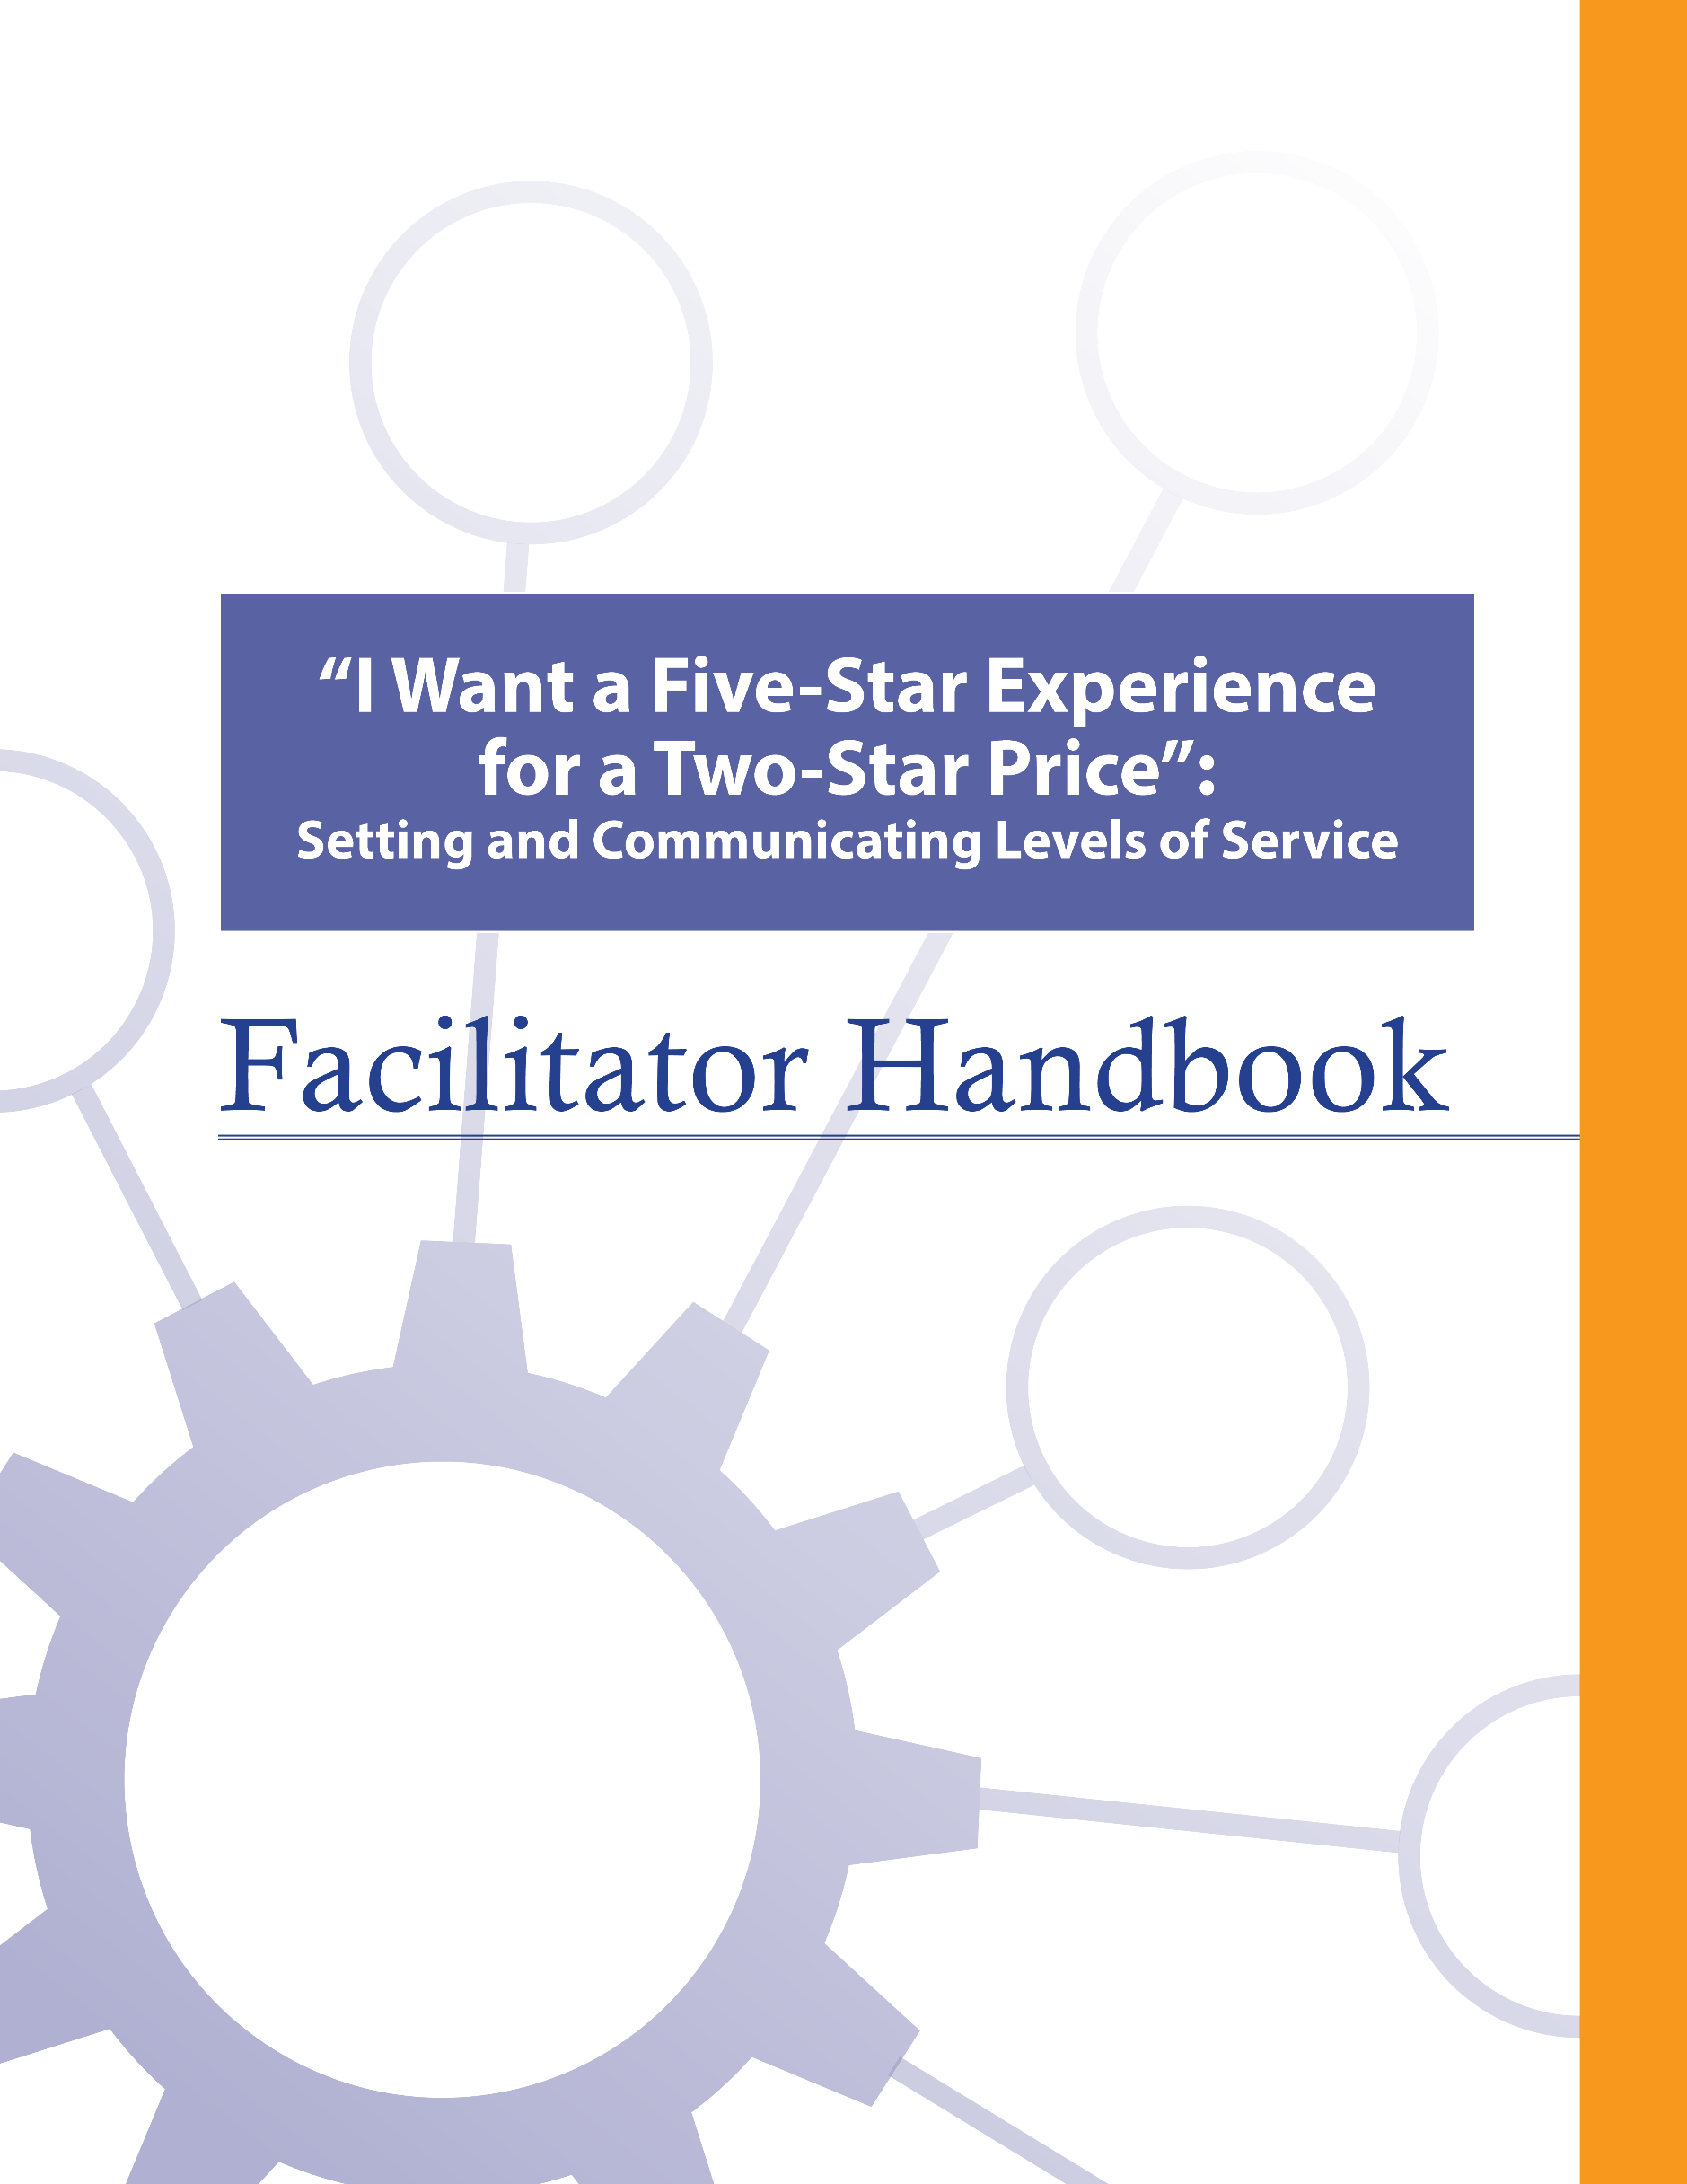 “I Want a Five-Star Experience
for a Two-Star Price”:
Setting and Communicating Levels of Service
Facilitator Handbook